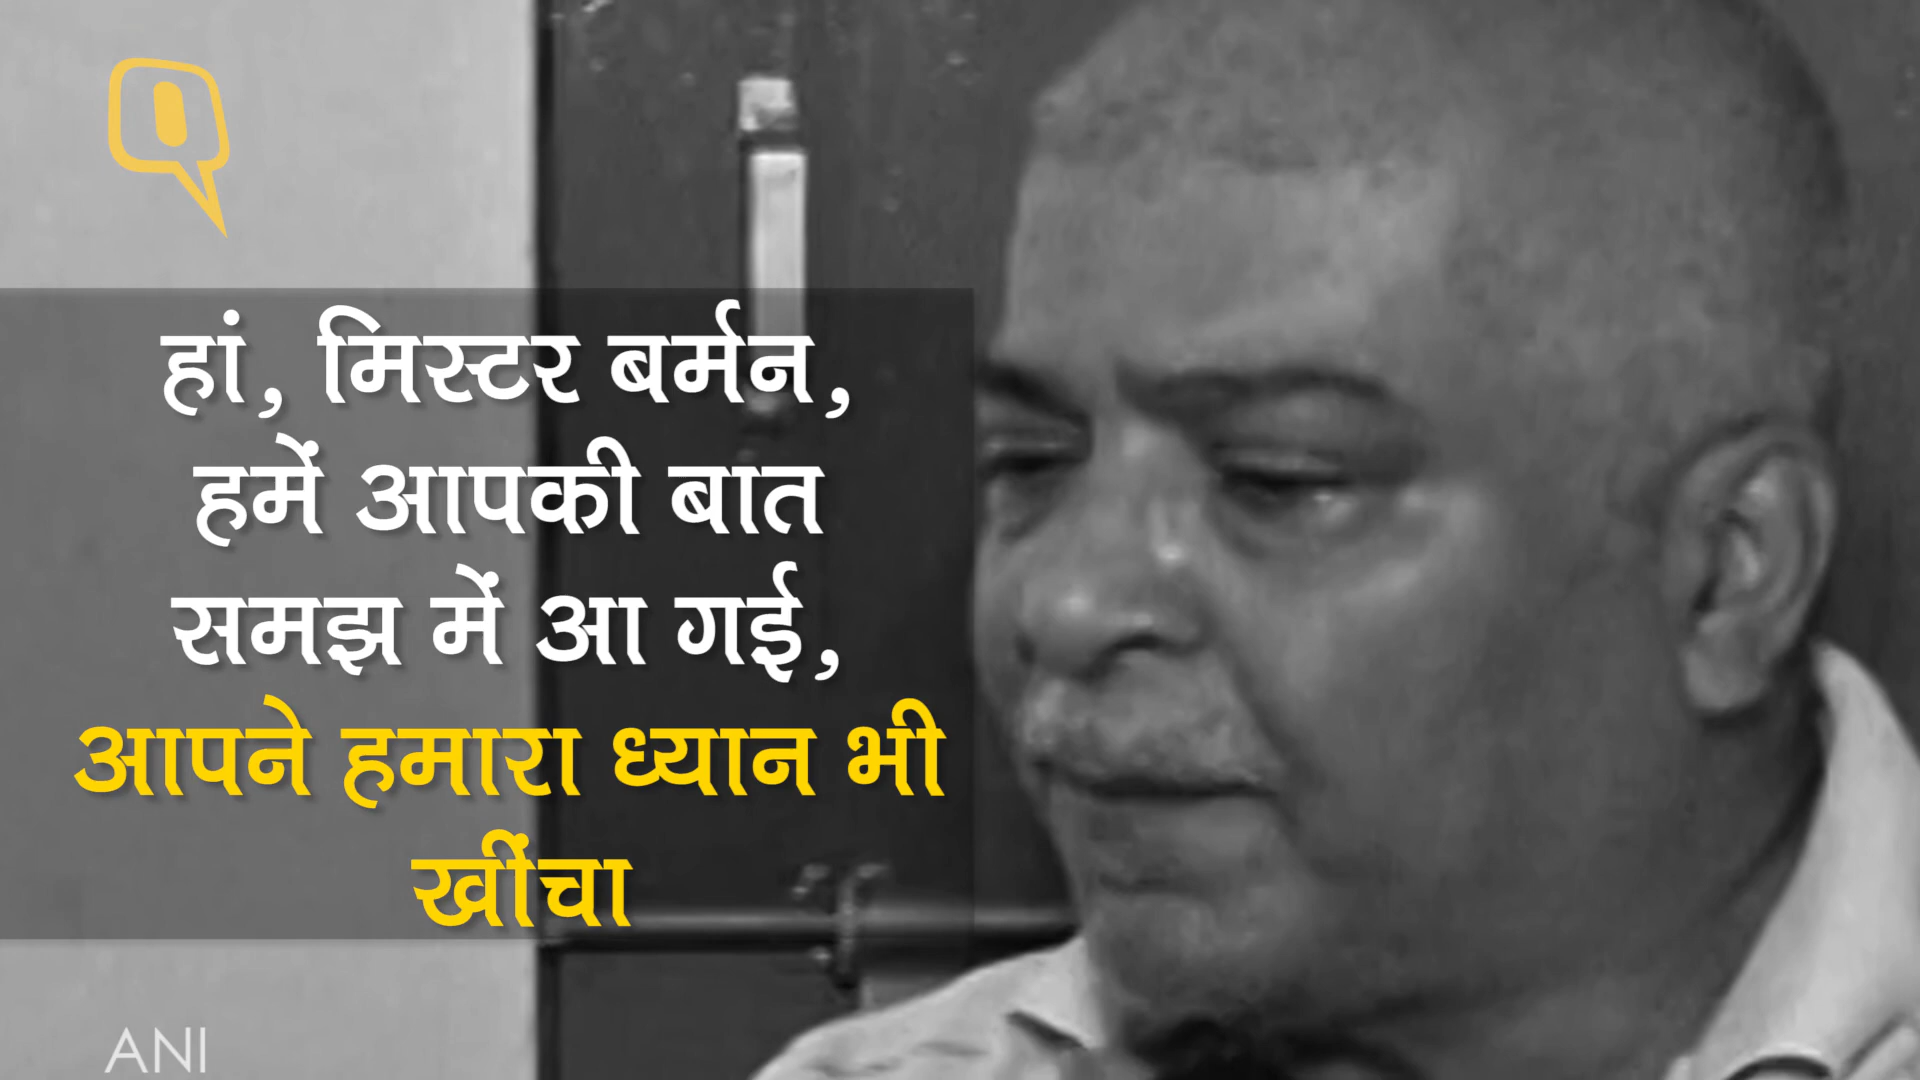 हां, मिस्टर बर्मन,
हमें आपकी बात
समझ में आ गई,
आपने हमारा ध्यान भी
खींचा
ANI